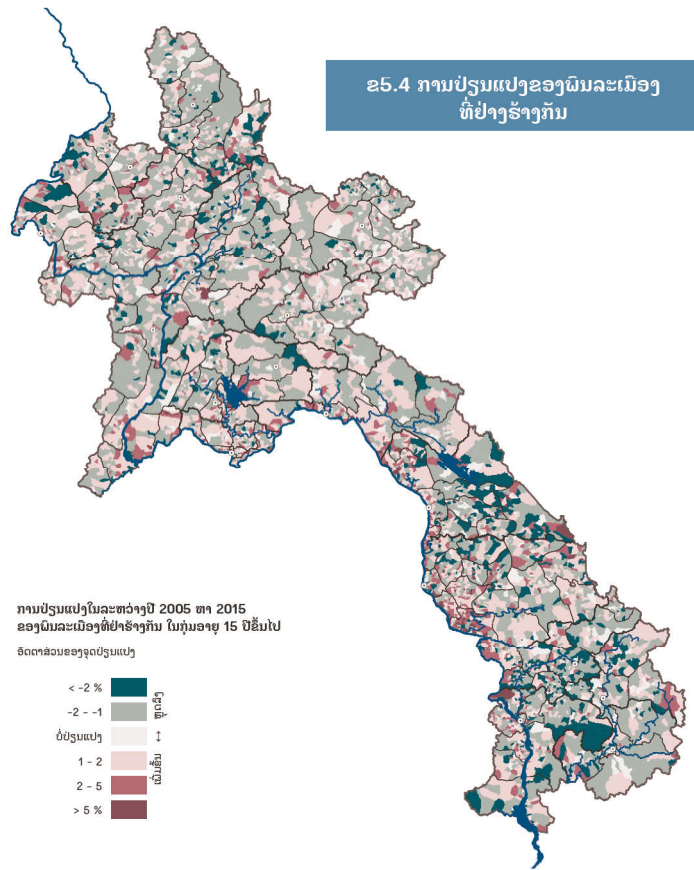 ຂ5.4 ການປ່ຽນແປງຂອງພົນລະເມືອງ
ທີ່ຢ່າງຮ້າງກັນ
ການປ່ຽນແປງໃນລະຫວ່າງປີ 2005 ຫາ 2015
ຂອງພົນລະເມືອງທີ່ຢ່າຮ້າງກັນ ໃນກຸ່ມອາຍຸ 15 ປີຂຶ້ນໄປ
ອັດຕາສ່ວນຂອງຈຸດປ່ຽນແປງ
< -2 %
-2 - -1
ບໍ່ປ່ຽນແປງ
1 - 2
2 - 5
> 5 %
ຫຼຸດລົງ
↔
ເພີ່ມຂຶ້ນ